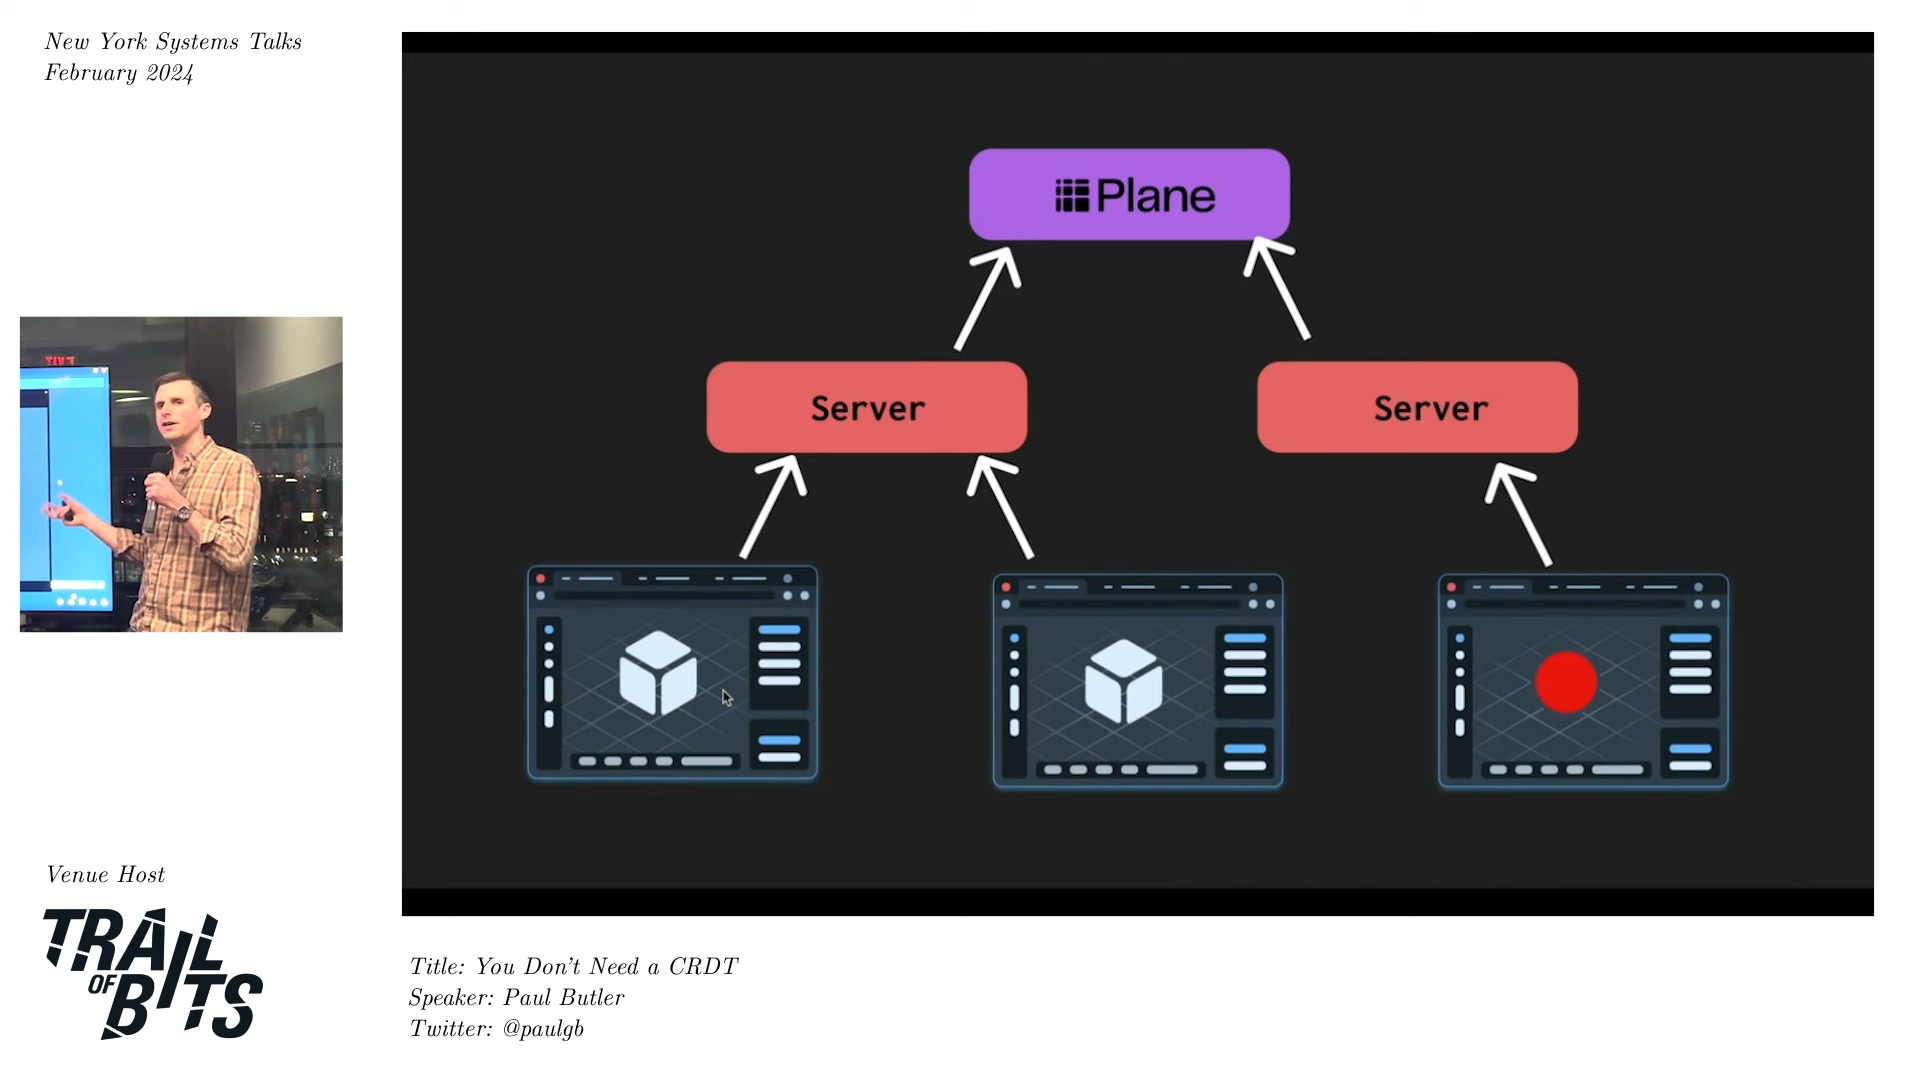 New York Systems Talks
February 2024
Plane
Server
Server
Venue Host
TRAIL
OF
BITS
Title: You Don't Need a CRDT
Speaker: Paul Butler
Twitter: @paulgb